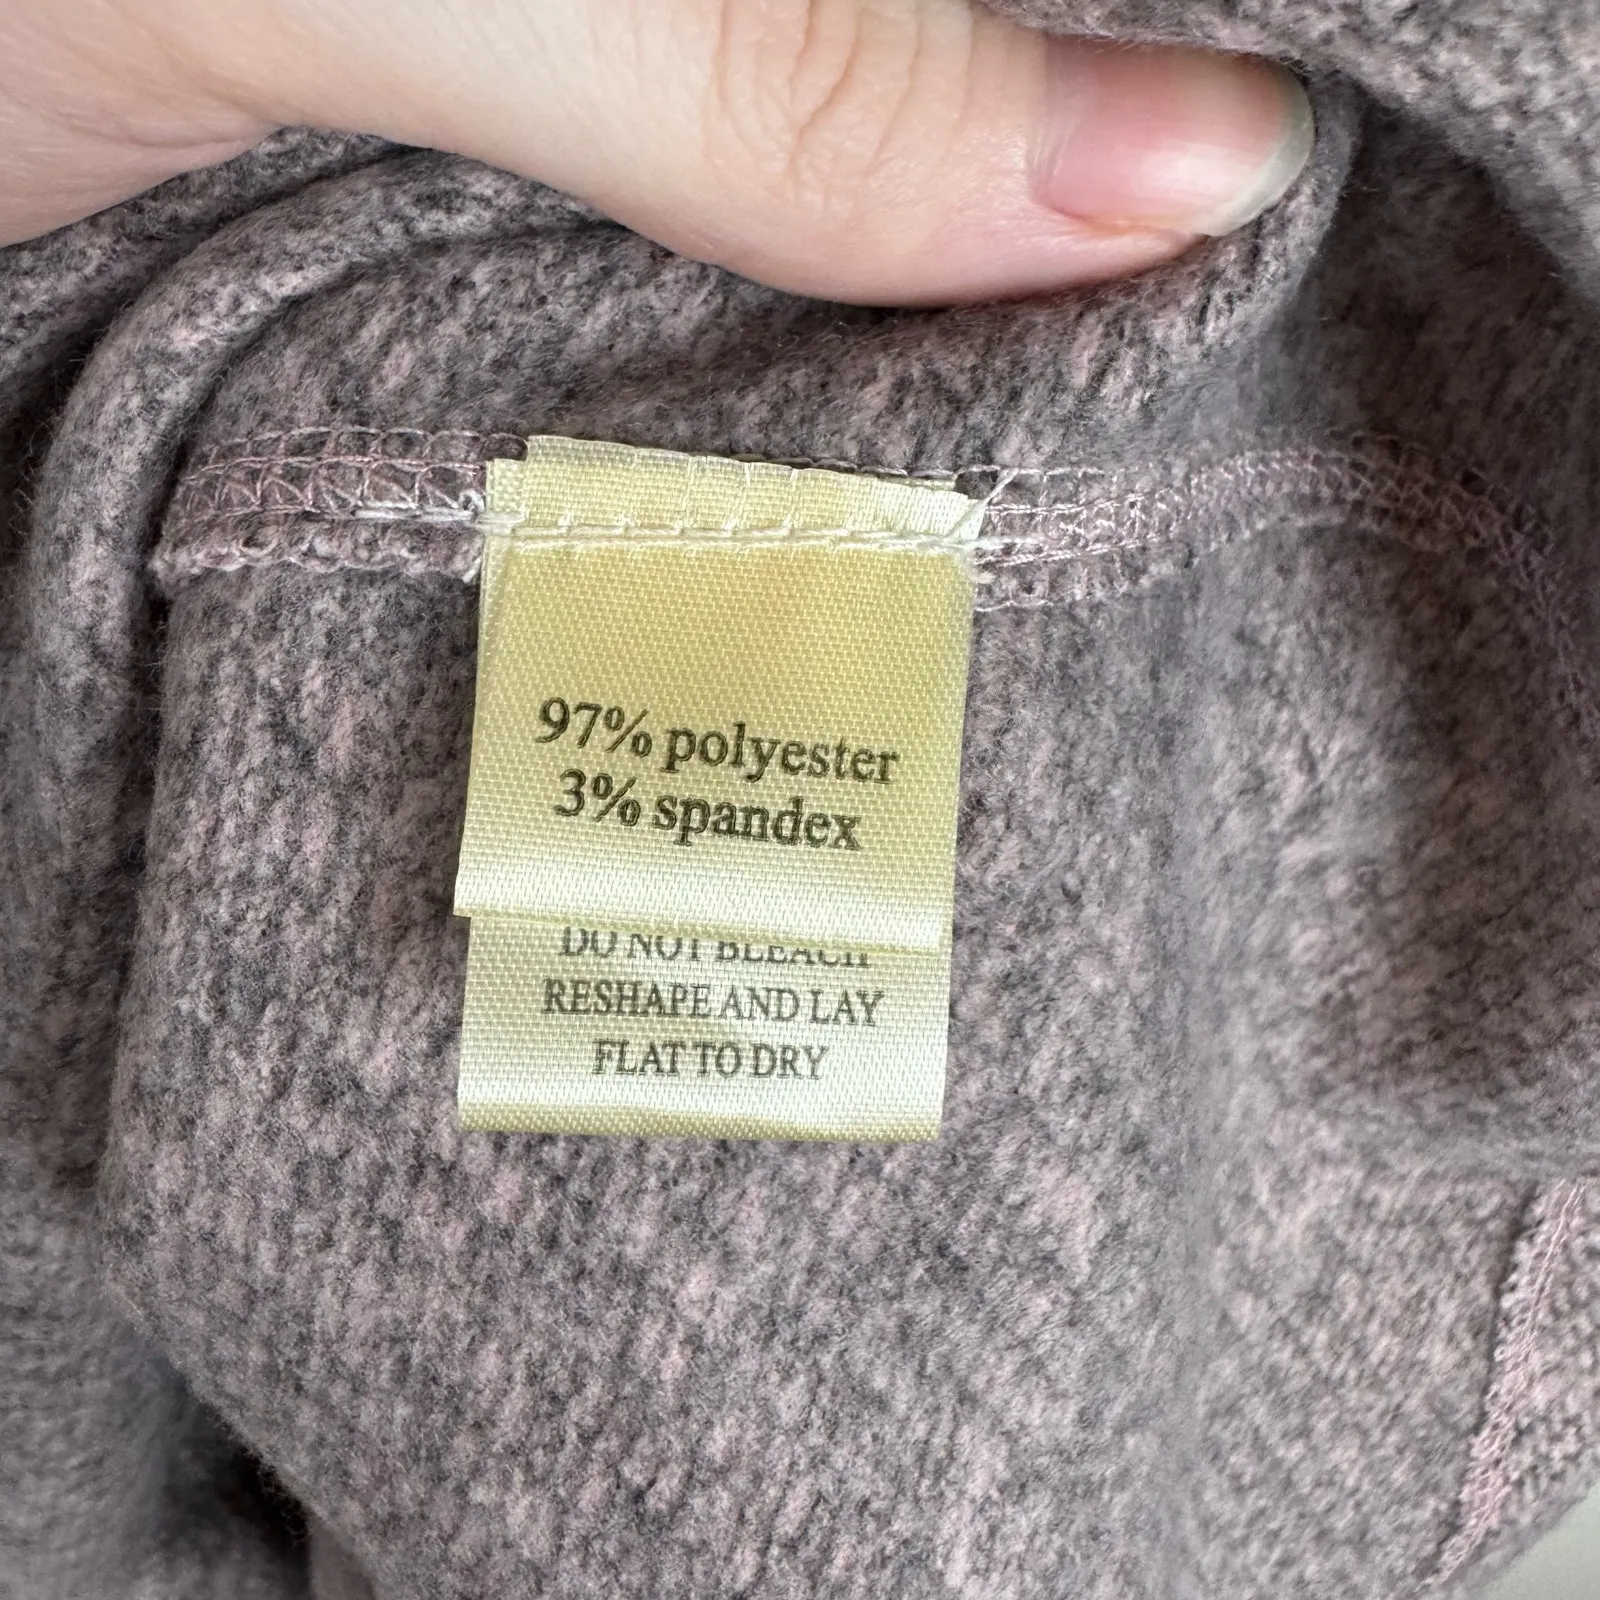 97% polyester
3% spandex
DO NOT BLEACH
RESHAPE AND LAY
FLAT TO DRY